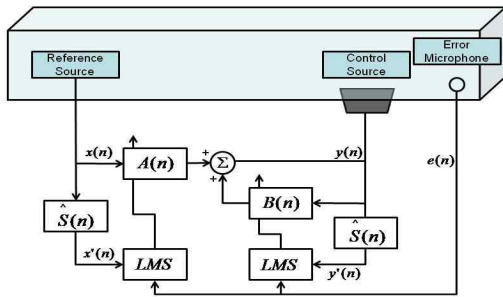 Reference
Source
Control
Source
Error
Microphone
x(n)
A(n)
+
Σ
+
y(n)
e(n)
B(n)
Ŝ(n)
Ŝ(n)
x'(n)
LMS
LMS
y'(n)